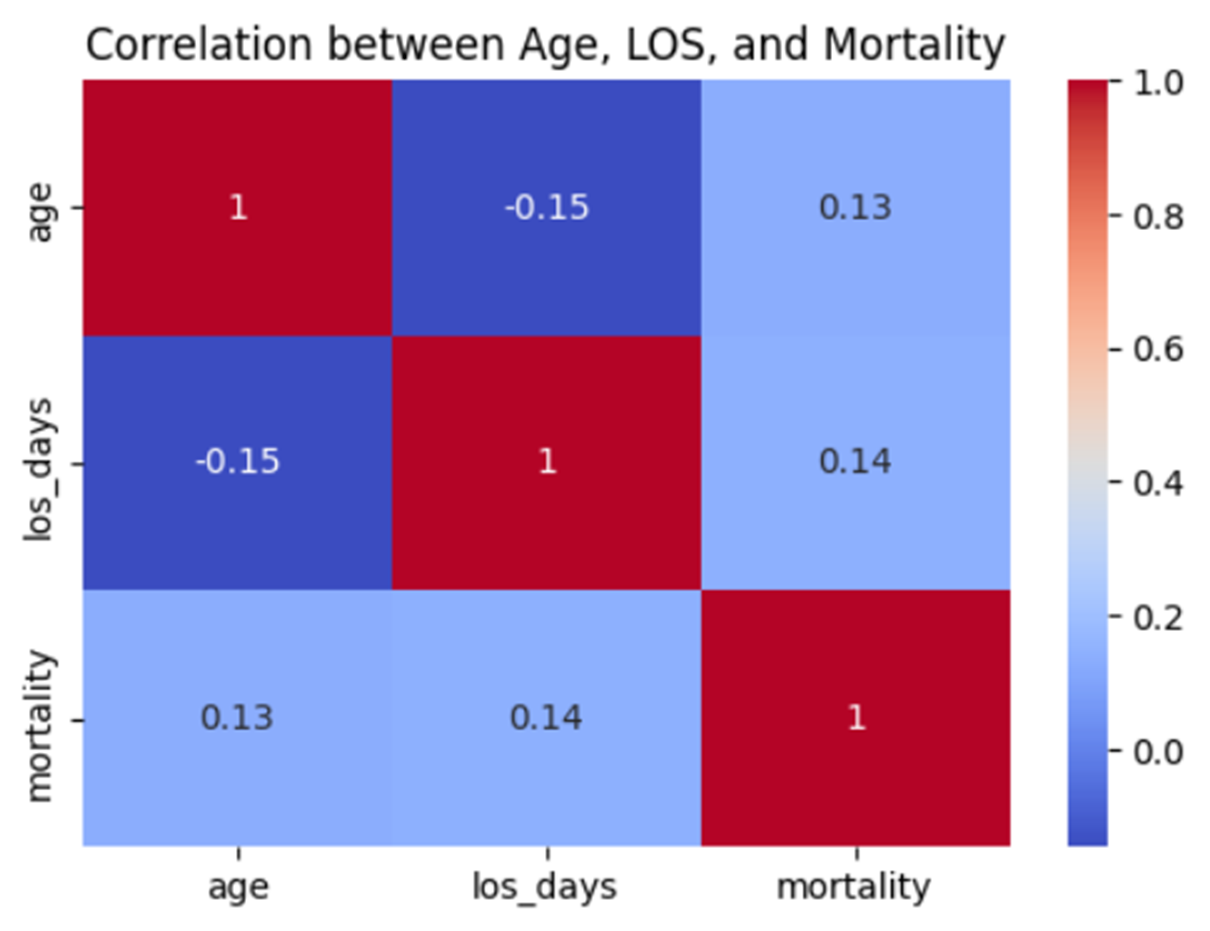 Correlation between Age, LOS, and Mortality
age 1 -0.15 0.13
los_days -0.15 1 0.14
mortality 0.13 0.14 1
age los_days mortality
1.0
0.8
0.6
0.4
0.2
0.0